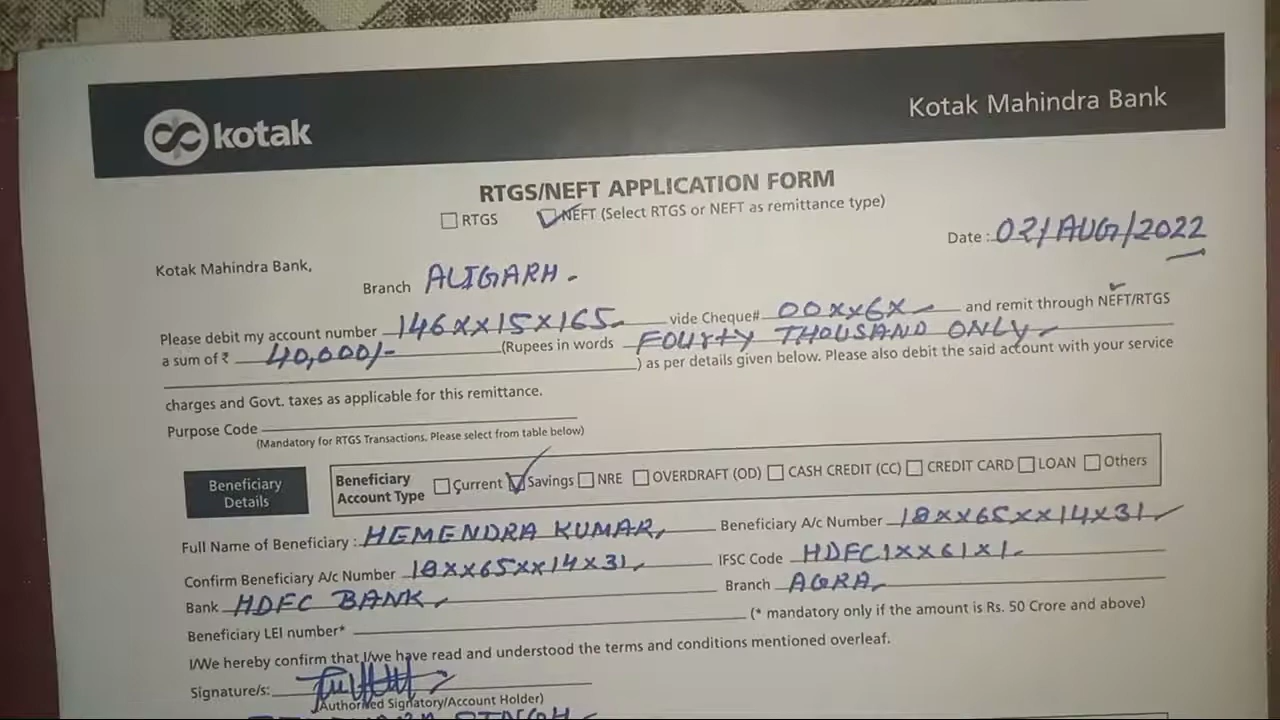 kotak
Kotak Mahindra Bank
RTGS/NEFT APPLICATION FORM
RTGS NEFT (Select RTGS or NEFT as remittance type)
Date : 02/AUG/2022
Kotak Mahindra Bank,
Branch ALIGARH.
Please debit my account number 146XX15X165 vide Cheque# 00XX6X and remit through NEFT/RTGS
a sum of ₹ 40,000/- (Rupees in words FOURTY THOUSAND ONLY
) as per details given below. Please also debit the said account with your service
charges and Govt. taxes as applicable for this remittance.
Purpose Code
(Mandatory for RTGS Transactions. Please select from table below)
Beneficiary Details
Beneficiary Account Type Current Savings NRE OVERDRAFT (OD) CASH CREDIT (CC) CREDIT CARD LOAN Others
Full Name of Beneficiary : HEMENDRA KUMAR Beneficiary A/c Number 18XX65XX14X31
Confirm Beneficiary A/c Number 18XX65XX14X31 IFSC Code HDFC1XX61X1
Bank HDFC BANK Branch AGRA
Beneficiary LEI number* (* mandatory only if the amount is Rs. 50 Crore and above)
I/We hereby confirm that I/we have read and understood the terms and conditions mentioned overleaf.
Signature/s:
(Authorised Signatory/Account Holder)